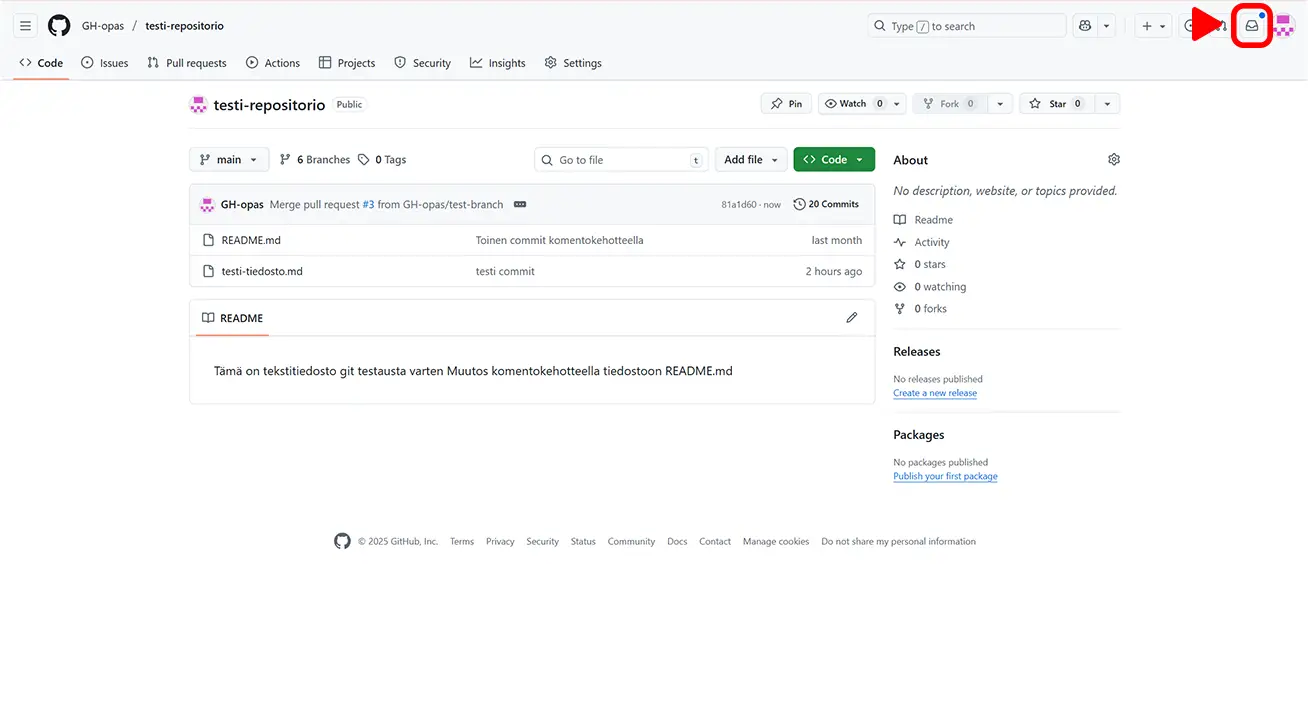 GH-opas / testi-repositorio
Type / to search
Code Issues Pull requests Actions Projects Security Insights Settings
testi-repositorio Public
Pin Watch 0 Fork 0 Star 0
main 6 Branches 0 Tags Go to file t Add file Code
GH-opas Merge pull request #3 from GH-opas/test-branch 81a1d60 · now 20 Commits
README.md Toinen commit komentokehotteella last month
testi-tiedosto.md testi commit 2 hours ago
README
Tämä on tekstitiedosto git testausta varten Muutos komentokehotteella tiedostoon README.md
About
No description, website, or topics provided.
Readme
Activity
0 stars
0 watching
0 forks
Releases
No releases published
Create a new release
Packages
No packages published
Publish your first package
© 2025 GitHub, Inc. Terms Privacy Security Status Community Docs Contact Manage cookies Do not share my personal information